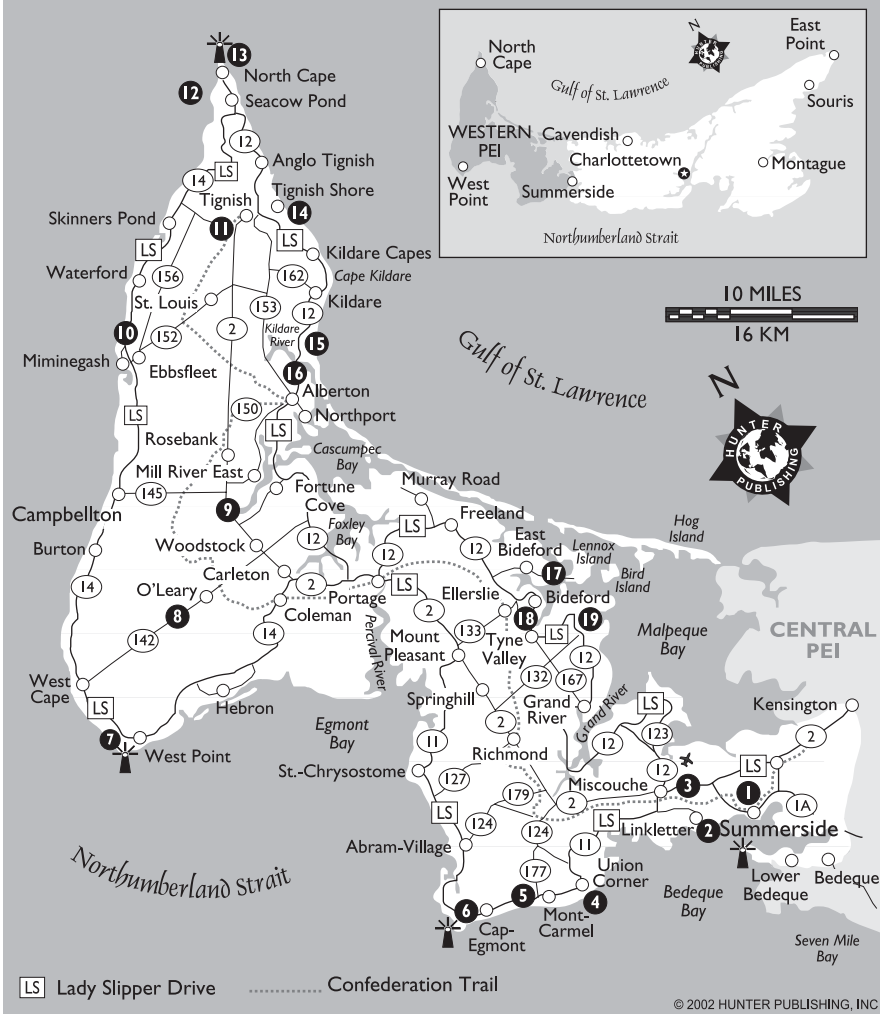 13
North Cape
12
Seacow Pond
12
Anglo Tignish
LS
14
Tignish Shore
Tignish
14
Skinners Pond
11
LS
LS
Kildare Capes
Waterford
156
162
Cape Kildare
St. Louis
Kildare
153
12
10
152
2
Kildare
River
15
Miminegash
Ebbsfleet
16
Alberton
150
LS
Northport
LS
Rosebank
Cascumpec
Bay
Mill River East
Murray Road
145
Fortune
Cove
Campbellton
9
Freeland
LS
Foxley
Bay
12
East
Bideford
Hog
Island
Burton
Woodstock
12
12
Lennox
Island
17
14
Carleton
2
Bird
Island
O'Leary
Portage
LS
Ellerslie
Bideford
8
Coleman
2
18
19
14
133
Tyne
Valley
LS
Malpeque
Bay
CENTRAL
PEI
142
Mount
Pleasant
Percival River
12
West
Cape
132
167
LS
Springhill
Grand
River
Grand River
LS
Kensington
Hebron
2
Egmont
Bay
123
2
7
West Point
11
Richmond
12
St.-Chrysostome
12
LS
127
Miscouche
3
1
179
2
1A
LS
124
124
LS
Linkletter
2
Summerside
Abram-Village
11
177
Union
Corner
Lower
Bedeque
Bedeque
5
4
Bedeque
Bay
6
Mont-
Carmel
Cap-
Egmont
Seven Mile
Bay
Gulf of St. Lawrence
Northumberland Strait
10 MILES
16 KM
N
HUNTER
PUBLISHING
N
East
Point
North
Cape
Gulf of St. Lawrence
Souris
WESTERN
PEI
Cavendish
Charlottetown
Montague
West
Point
Summerside
Northumberland Strait
LS Lady Slipper Drive
Confederation Trail
© 2002 HUNTER PUBLISHING, INC